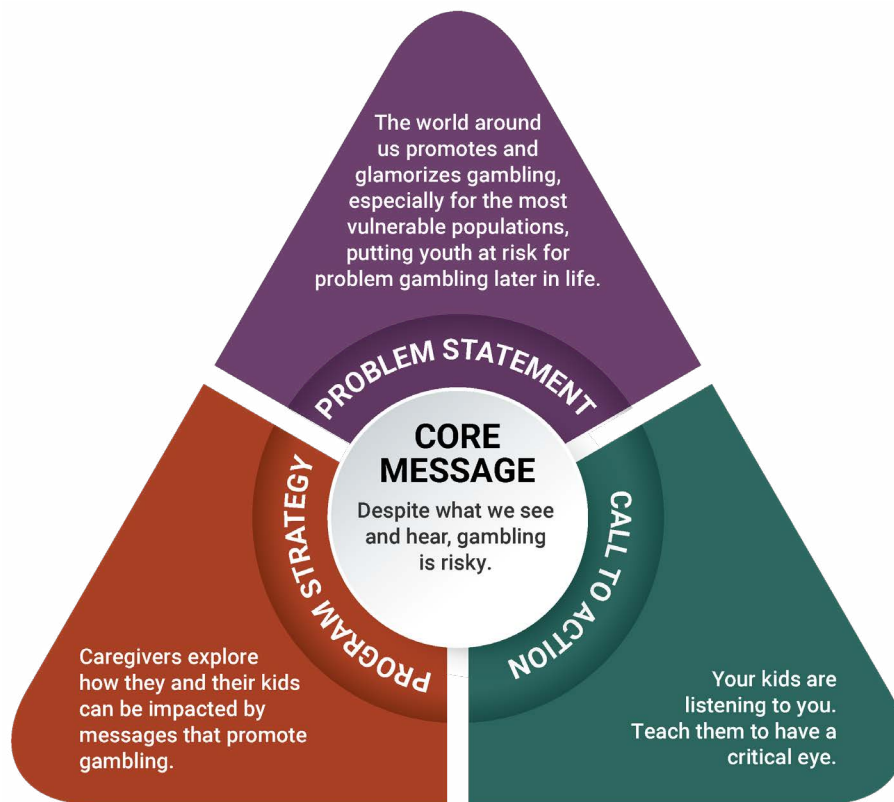 The world around
us promotes and
glamorizes gambling,
especially for the most
vulnerable populations,
putting youth at risk for
problem gambling later in life.
PROBLEM STATEMENT
CORE
MESSAGE
Despite what we see
and hear, gambling
is risky.
PROGRAM STRATEGY
Caregivers explore
how they and their kids
can be impacted by
messages that promote
gambling.
CALL TO ACTION
Your kids are
listening to you.
Teach them to have a
critical eye.